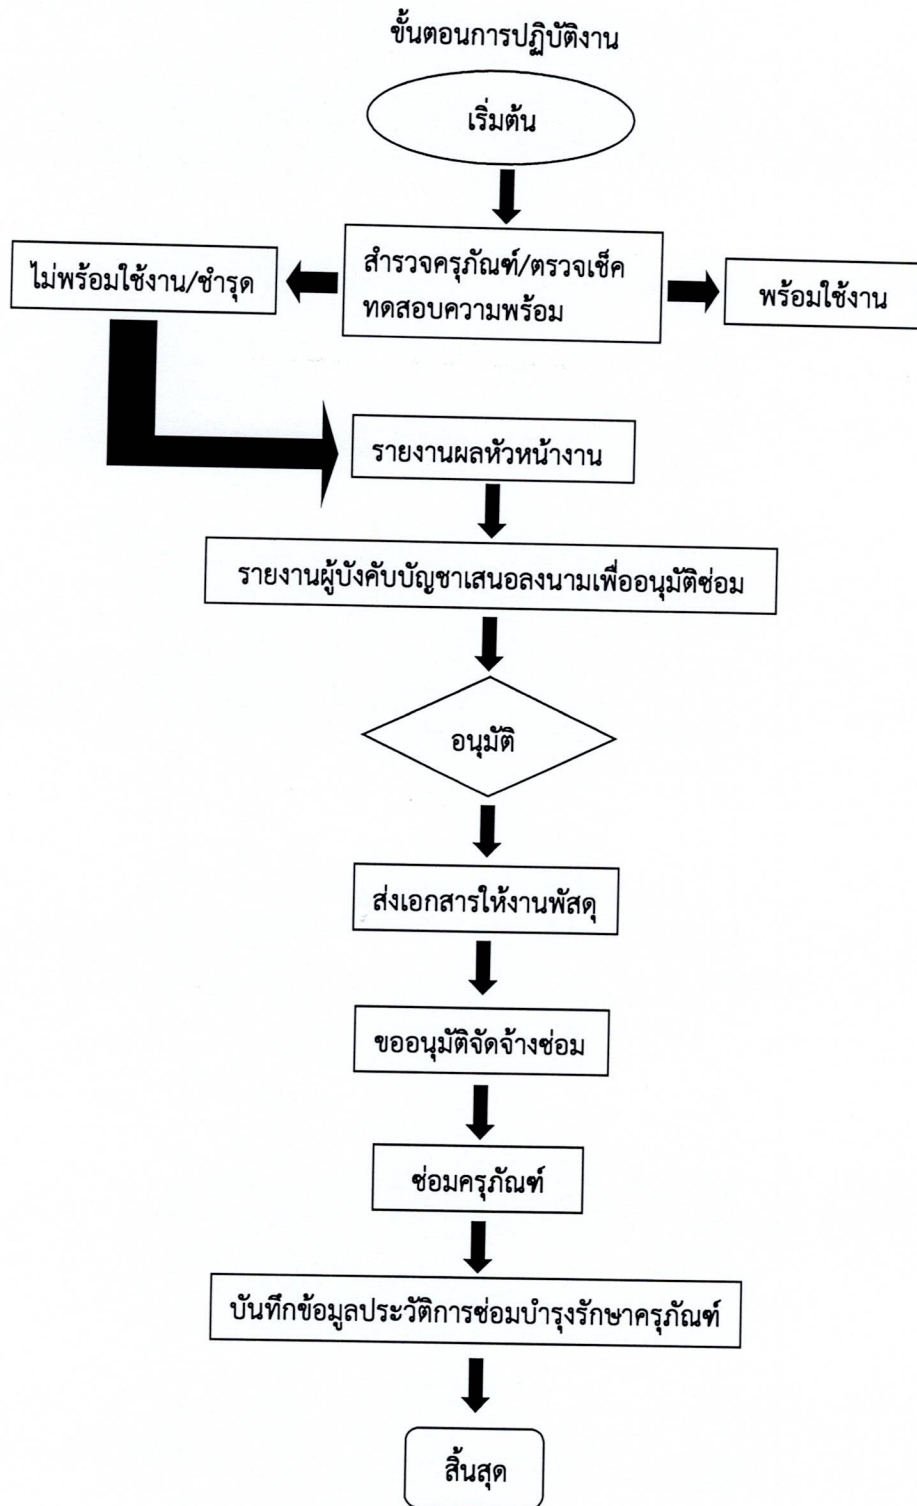 ขั้นตอนการปฏิบัติงาน
เริ่มต้น
ไม่พร้อมใช้งาน/ชำรุด
สำรวจครุภัณฑ์/ตรวจเช็ค
ทดสอบความพร้อม
พร้อมใช้งาน
รายงานผลหัวหน้างาน
รายงานผู้บังคับบัญชาเสนอลงนามเพื่ออนุมัติซ่อม
อนุมัติ
ส่งเอกสารให้งานพัสดุ
ขออนุมัติจัดจ้างซ่อม
ซ่อมครุภัณฑ์
บันทึกข้อมูลประวัติการซ่อมบำรุงรักษาครุภัณฑ์
สิ้นสุด